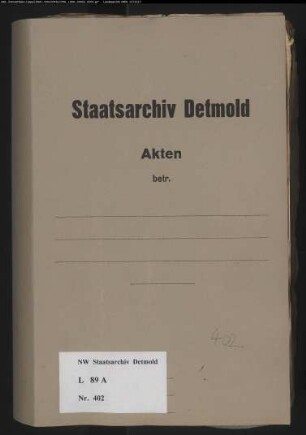 Staatsarchiv Detmold
Akten
betr.
402
NW Staatsarchiv Detmold
L 89 A
Nr. 402